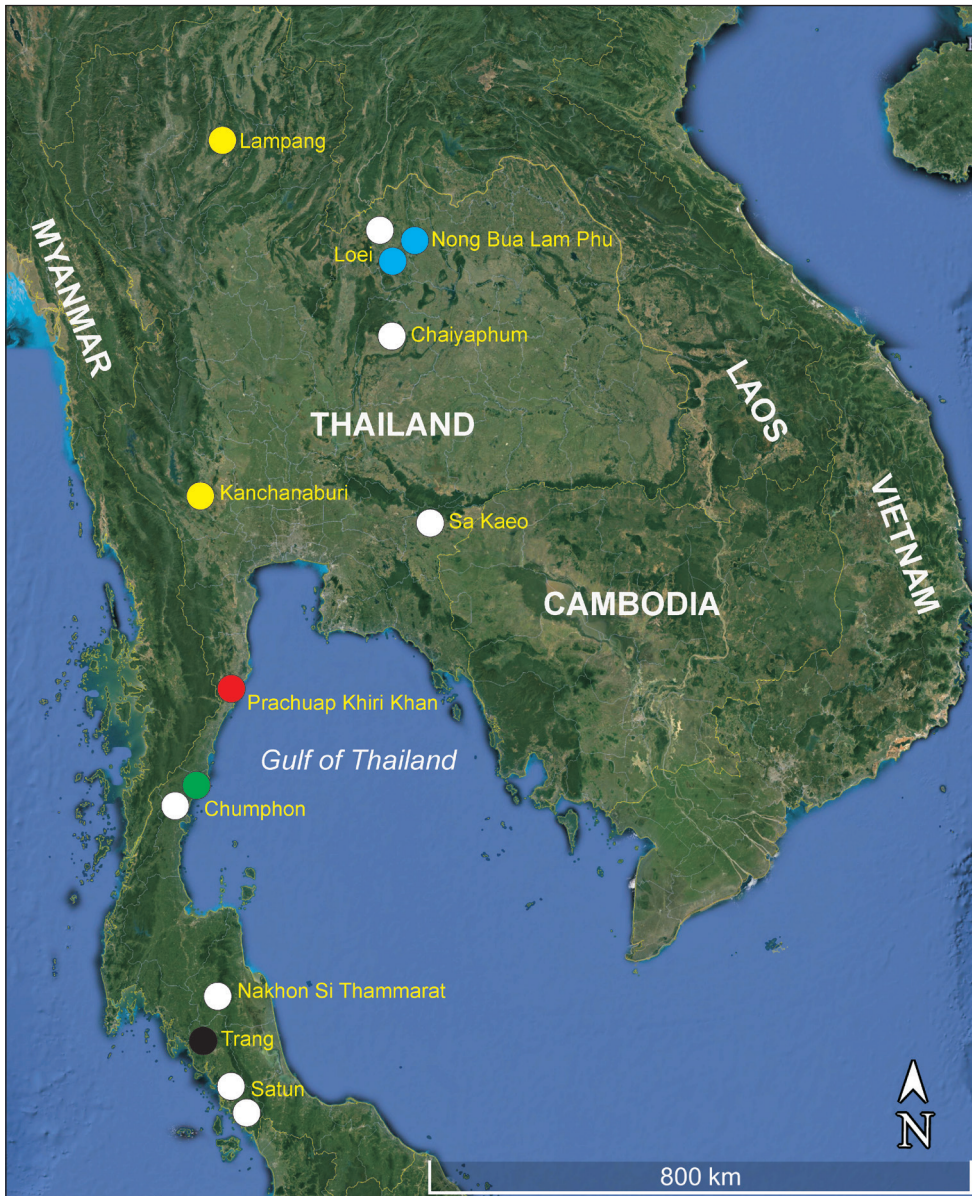 Lampang
MYANMAR
Nong Bua Lam Phu
Loei
Chaiyaphum
LAOS
THAILAND
VIETNAM
Kanchanaburi
Sa Kaeo
CAMBODIA
Prachuap Khiri Khan
Gulf of Thailand
Chumphon
Nakhon Si Thammarat
Trang
Satun
N
800 km